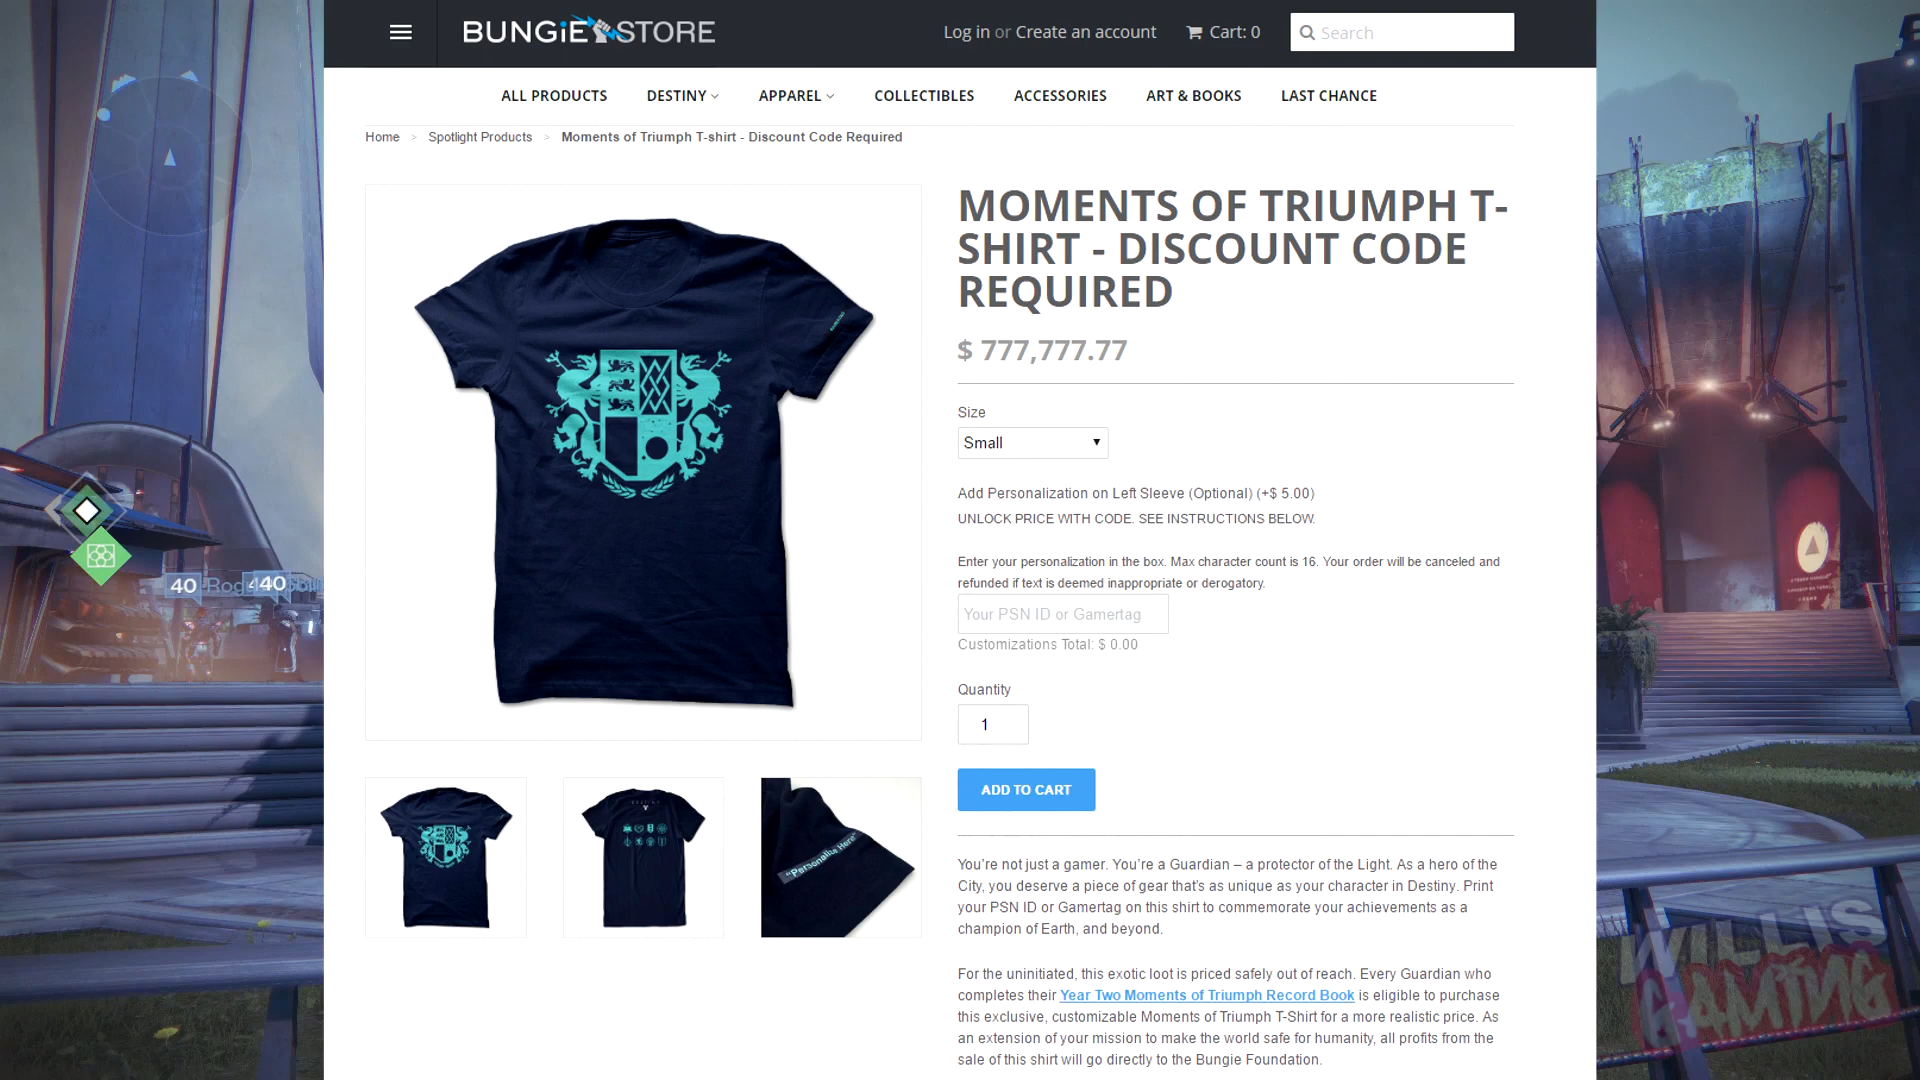 BUNGiE STORE
Log in or Create an account
Cart: 0
Search
ALL PRODUCTS
DESTINY
APPAREL
COLLECTIBLES
ACCESSORIES
ART & BOOKS
LAST CHANCE
Home > Spotlight Products > Moments of Triumph T-shirt - Discount Code Required
MOMENTS OF TRIUMPH T-
SHIRT - DISCOUNT CODE
REQUIRED
$ 777,777.77
Size
Small
Add Personalization on Left Sleeve (Optional) (+$ 5.00)
UNLOCK PRICE WITH CODE. SEE INSTRUCTIONS BELOW.
Enter your personalization in the box. Max character count is 16. Your order will be canceled and
refunded if text is deemed inappropriate or derogatory.
Your PSN ID or Gamertag
Customizations Total: $ 0.00
Quantity
1
ADD TO CART
"Personalize Here"
You’re not just a gamer. You’re a Guardian – a protector of the Light. As a hero of the
City, you deserve a piece of gear that’s as unique as your character in Destiny. Print
your PSN ID or Gamertag on this shirt to commemorate your achievements as a
champion of Earth, and beyond.
For the uninitiated, this exotic loot is priced safely out of reach. Every Guardian who
completes their Year Two Moments of Triumph Record Book is eligible to purchase
this exclusive, customizable Moments of Triumph T-Shirt for a more realistic price. As
an extension of your mission to make the world safe for humanity, all profits from the
sale of this shirt will go directly to the Bungie Foundation.
40
40
WILLIS
GAMING